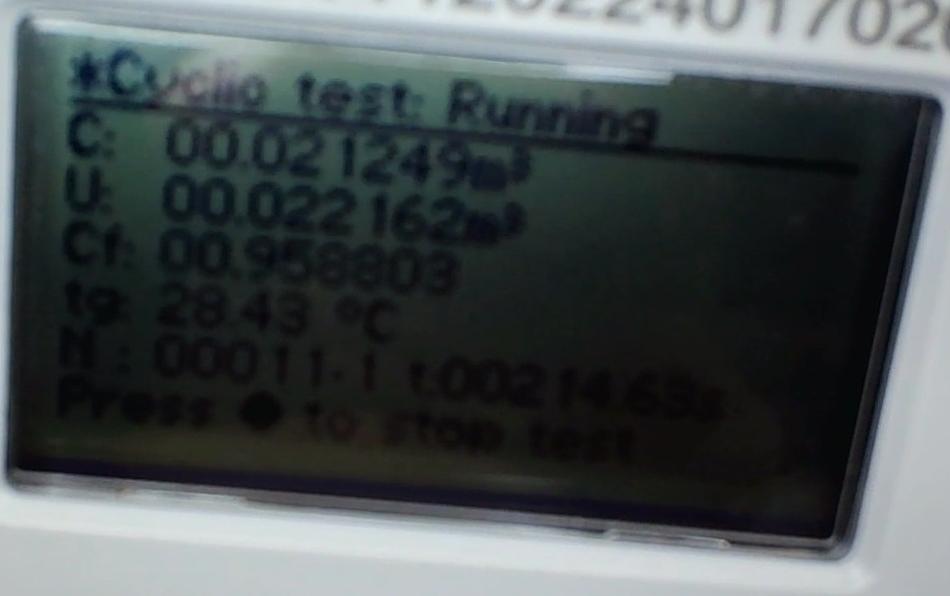 *Cyclic test: Running
C: 00.021249m³
U: 00.022162m³
Cf: 00.958803
tg: 28.43 °C
N : 00011-1 t:00214.63s
Press ◆ to stop test